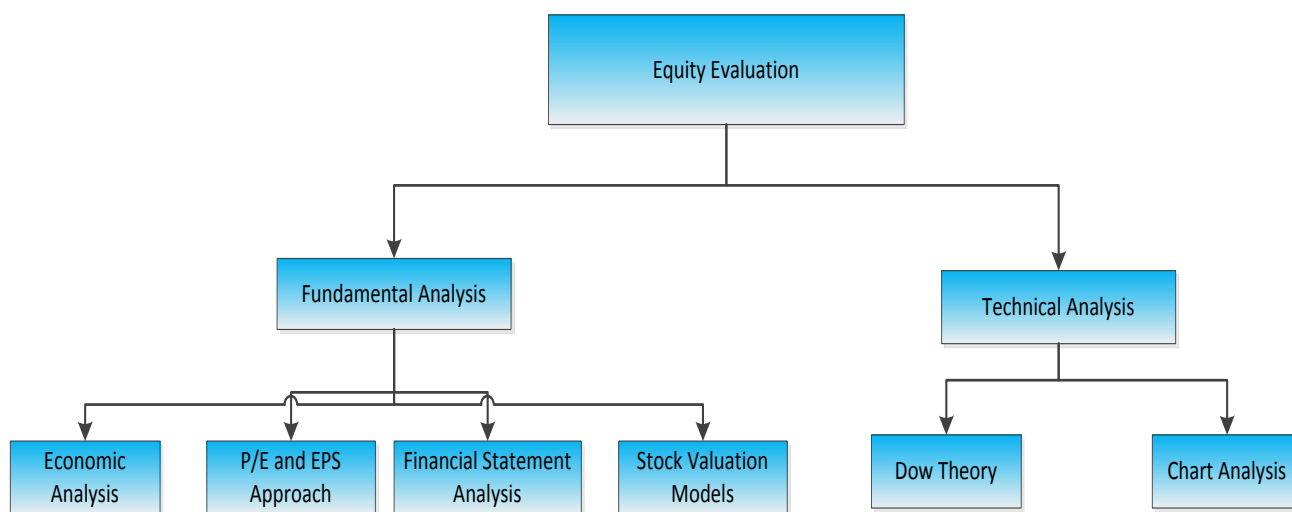 Equity Evaluation
Fundamental Analysis
Technical Analysis
Economic
Analysis
P/E and EPS
Approach
Financial Statement
Analysis
Stock Valuation
Models
Dow Theory
Chart Analysis